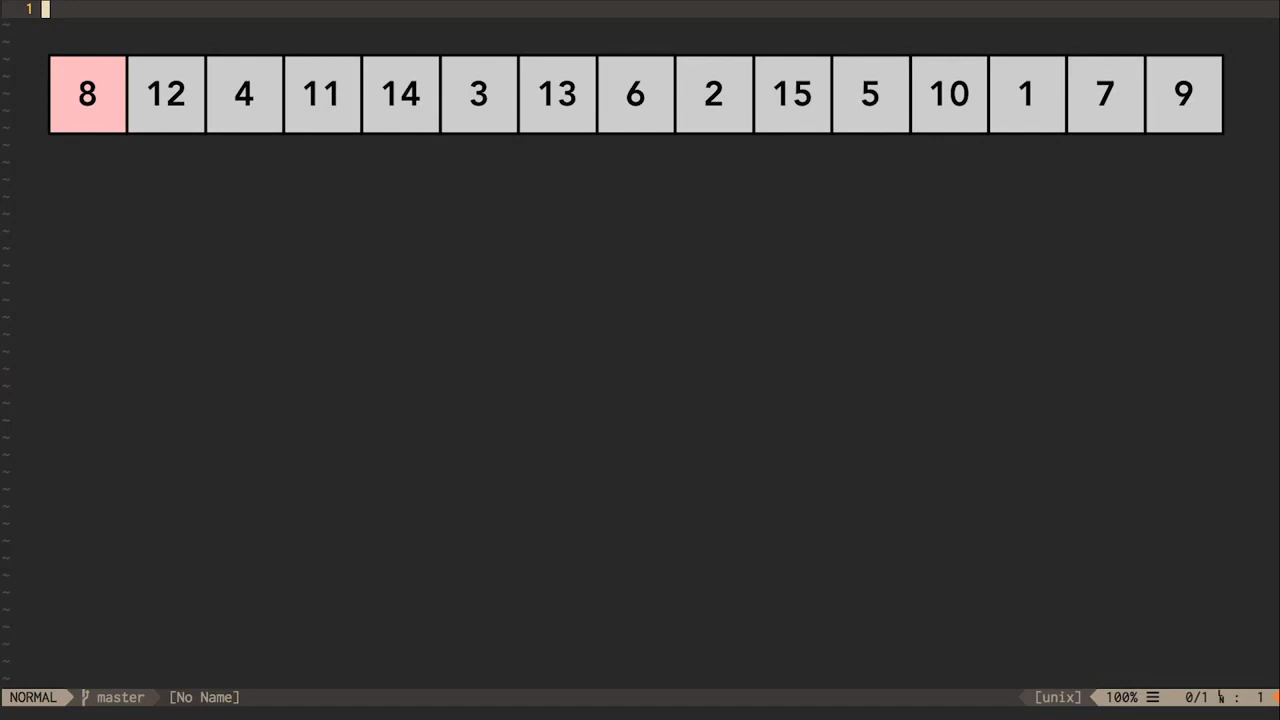 1
8 12 4 11 14 3 13 6 2 15 5 10 1 7 9
NORMAL master [No Name] [unix] 100% ☰ 0/1 ㏑ : 1